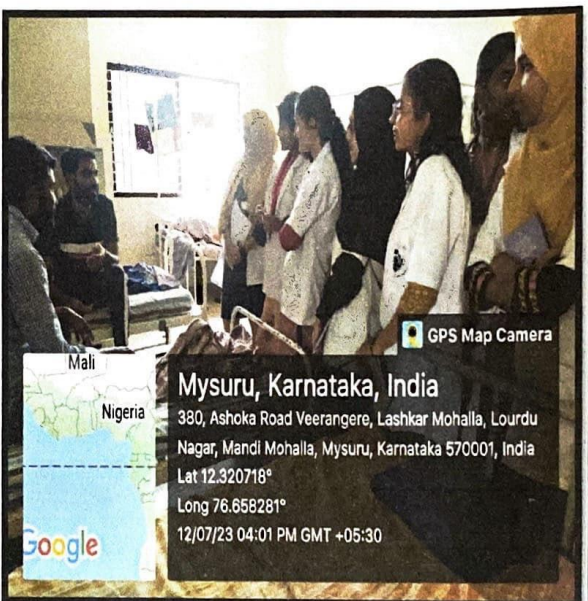 GPS Map Camera
Mali
Nigeria
Google
Mysuru, Karnataka, India
380, Ashoka Road Veerangere, Lashkar Mohalla, Lourdu
Nagar, Mandi Mohalla, Mysuru, Karnataka 570001, India
Lat 12.320718°
Long 76.658281°
12/07/23 04:01 PM GMT +05:30